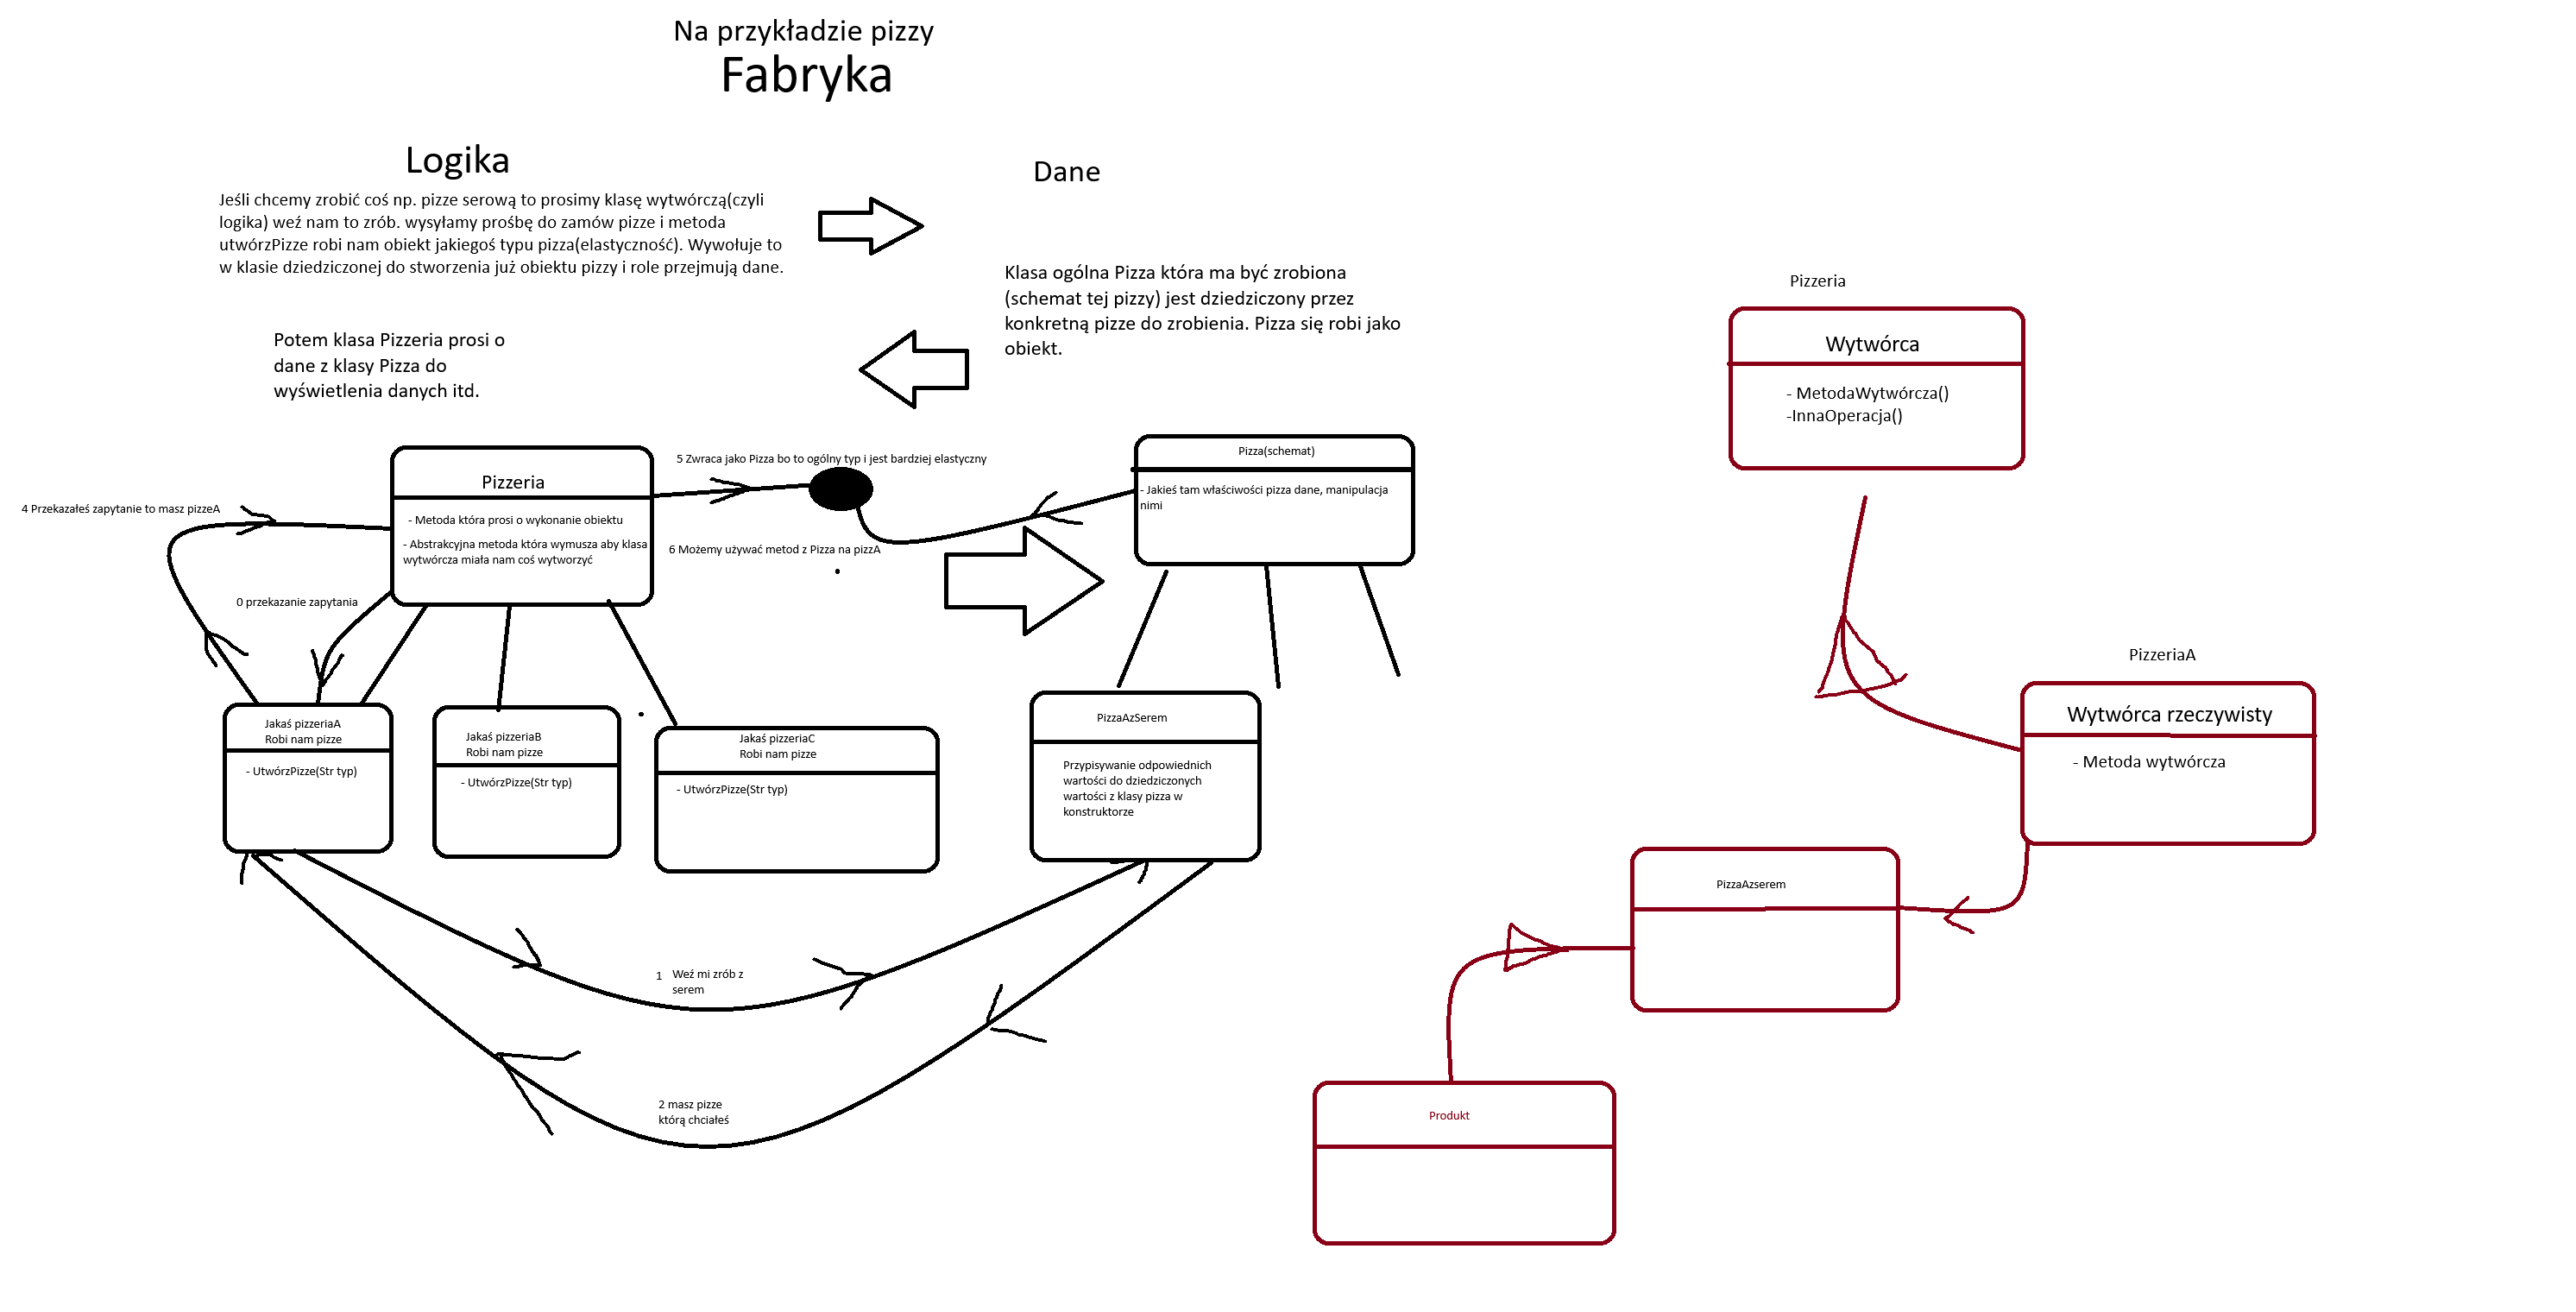 Na przykładzie pizzy
Fabryka
Logika
Jeśli chcemy zrobić coś np. pizze serową to prosimy klasę wytwórczą(czyli
logika) weź nam to zrób. wysyłamy prośbę do zamów pizze i metoda
utwórzPizze robi nam obiekt jakiegoś typu pizza(elastyczność). Wywołuje to
w klasie dziedziczonej do stworzenia już obiektu pizzy i role przejmują dane.
Dane
Klasa ogólna Pizza która ma być zrobiona
(schemat tej pizzy) jest dziedziczony przez
konkretną pizze do zrobienia. Pizza się robi jako
obiekt.
Potem klasa Pizzeria prosi o
dane z klasy Pizza do
wyświetlenia danych itd.
Pizzeria
- Metoda która prosi o wykonanie obiektu
- Abstrakcyjna metoda która wymusza aby klasa
wytwórcza miała nam coś wytworzyć
5 Zwraca jako Pizza bo to ogólny typ i jest bardziej elastyczny
6 Możemy używać metod z Pizza na pizzA
4 Przekazałeś zapytanie to masz pizzeA
0 przekazanie zapytania
Pizza(schemat)
- Jakieś tam właściwości pizza dane, manipulacja
nimi
Jakaś pizzeriaA
Robi nam pizze
- UtwórzPizze(Str typ)
Jakaś pizzeriaB
Robi nam pizze
- UtwórzPizze(Str typ)
Jakaś pizzeriaC
Robi nam pizze
- UtwórzPizze(Str typ)
PizzaAzSerem
Przypisywanie odpowiednich
wartości do dziedziczonych
wartości z klasy pizza w
konstruktorze
1 Weź mi zrób z
serem
2 masz pizze
którą chciałeś
Pizzeria
Wytwórca
- MetodaWytwórcza()
-InnaOperacja()
PizzeriaA
Wytwórca rzeczywisty
- Metoda wytwórcza
PizzaAzserem
Produkt